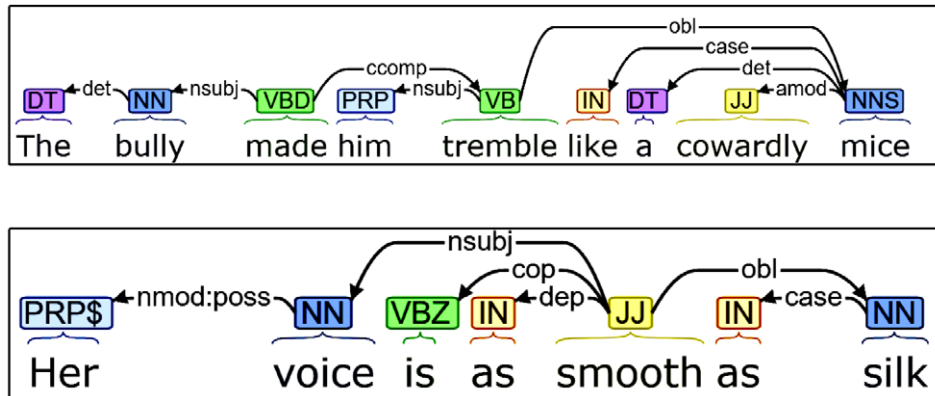 obl
case
ccomp det
det nsubj nsubj amod
DT NN VBD PRP VB IN DT JJ NNS
The bully made him tremble like a cowardly mice
nsubj
cop obl
nmod:poss dep case
PRP$ NN VBZ IN JJ IN NN
Her voice is as smooth as silk